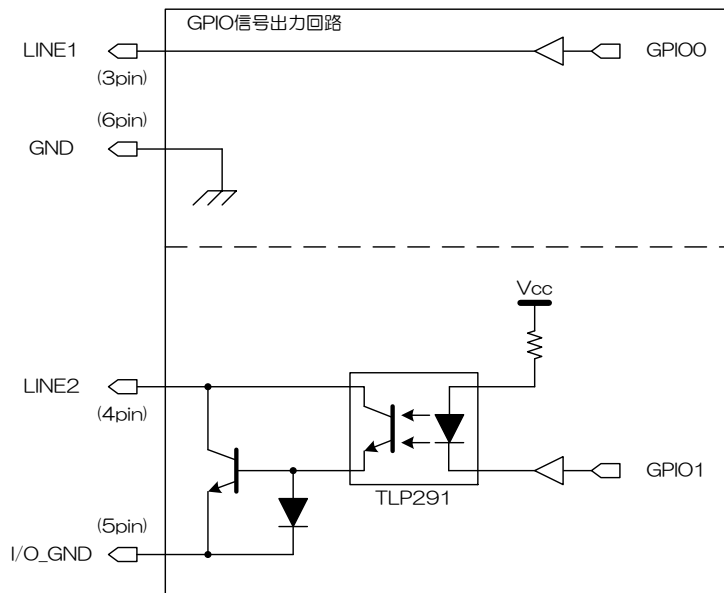 GPIO信号出力回路
LINE1
GPIO0
(3pin)
(6pin)
GND
Vcc
LINE2
(4pin)
GPIO1
TLP291
(5pin)
I/O_GND